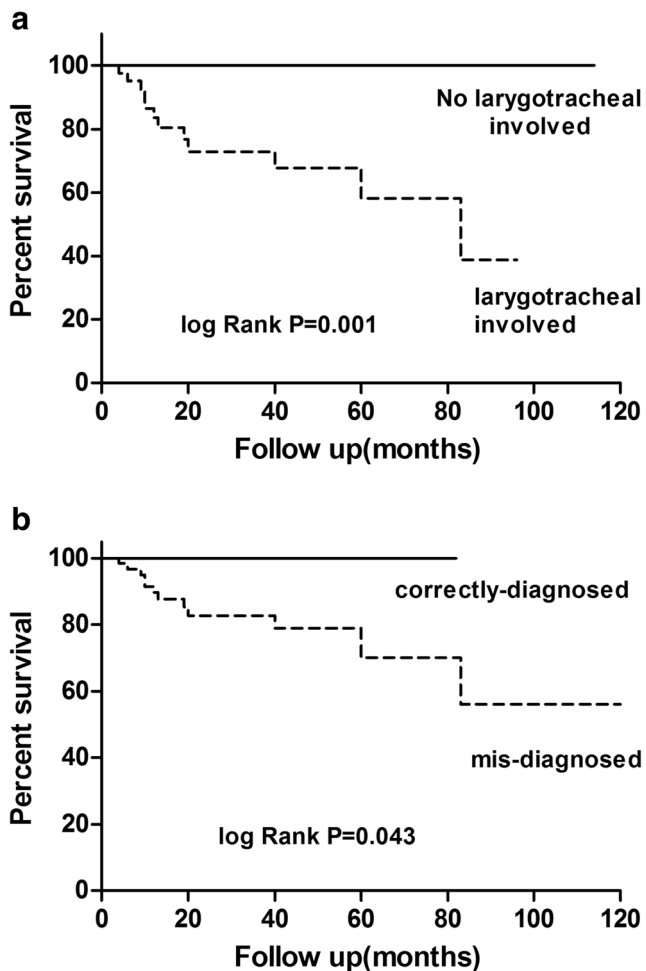 a
Percent survival
100
80
60
40
20
0
No larygotracheal
involved
larygotracheal
involved
log Rank P=0.001
0 20 40 60 80 100 120
Follow up(months)
b
Percent survival
100
80
60
40
20
0
correctly-diagnosed
mis-diagnosed
log Rank P=0.043
0 20 40 60 80 100 120
Follow up(months)